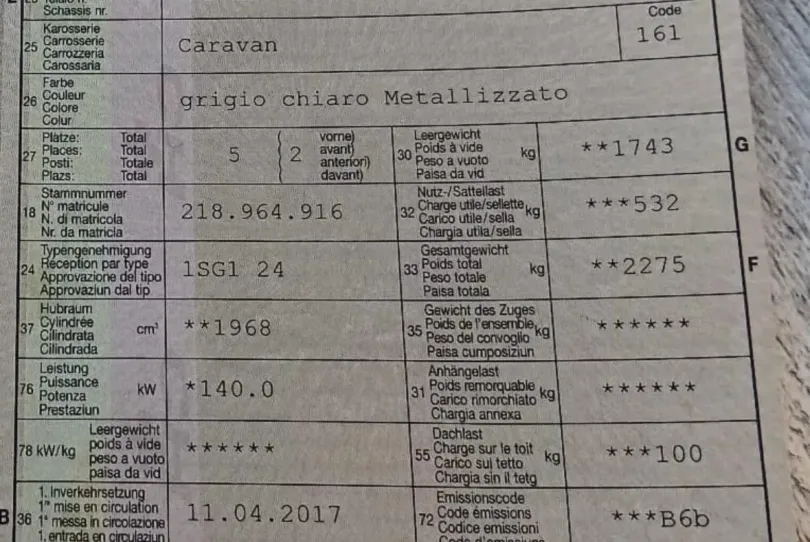 Schassis nr.
25 Karosserie
Carrosserie
Carrozzeria
Carossaria
Caravan
Code
161
26 Farbe
Couleur
Colore
Colur
grigio chiaro Metallizzato
27 Plätze: Total
Places: Total
Posti: Totale
Plazs: Total
5 ( 2 vorne)
avant)
anteriori)
davant)
30 Leergewicht
Poids à vide
Peso a vuoto
Paisa da vid
kg
**1743
G
18 Stammnummer
N° matricule
N. di matricola
Nr. da matricla
218.964.916
32 Nutz-/Sattellast
Charge utile/sellette
Carico utile/sella
Chargia utila/sella
kg
***532
24 Typengenehmigung
Réception par type
Approvazione del tipo
Approvaziun dal tip
1SG1 24
33 Gesamtgewicht
Poids total
Peso totale
Paisa totala
kg
**2275
F
37 Hubraum
Cylindrée
Cilindrata
Cilindrada
cm³
**1968
35 Gewicht des Zuges
Poids de l'ensemble
Peso del convoglio
Paisa cumposiziun
kg
******
76 Leistung
Puissance
Potenza
Prestaziun
kW
*140.0
31 Anhängelast
Poids remorquable
Carico rimorchiato
Chargia annexa
kg
******
78 kW/kg
Leergewicht
poids à vide
peso a vuoto
paisa da vid
******
55 Dachlast
Charge sur le toit
Carico sul tetto
Chargia sin il tetg
kg
***100
B
36 1. Inverkehrsetzung
1re mise en circulation
1a messa in circolazione
1. entrada en circulaziun
11.04.2017
72 Emissionscode
Code émissions
Codice emissioni
***B6b